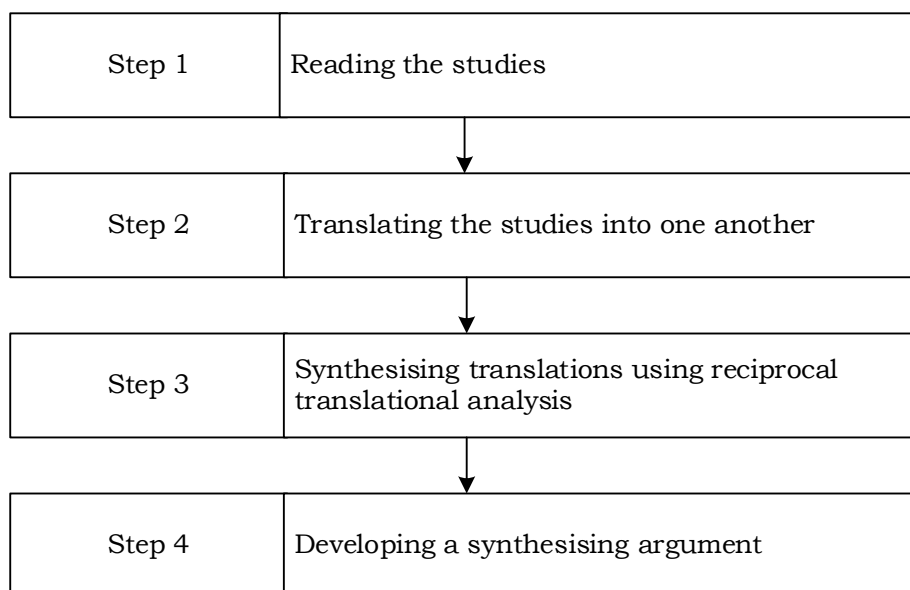 Step 1
Reading the studies
Step 2
Translating the studies into one another
Step 3
Synthesising translations using reciprocal
translational analysis
Step 4
Developing a synthesising argument